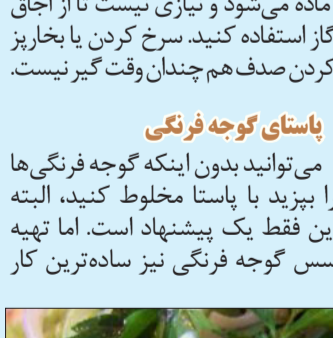 ماده می‌شود و نیازی نیست تا از اجاق
گاز استفاده کنید. سرخ کردن یا بخارپز
کردن صدف هم چندان وقت گیر نیست.
پاستای گوجه فرنگی
می‌توانید بدون اینکه گوجه فرنگی‌ها
را بپزید با پاستا مخلوط کنید، البته
ین فقط یک پیشنهاد است. اما تهیه
سس گوجه فرنگی نیز ساده‌ترین کار